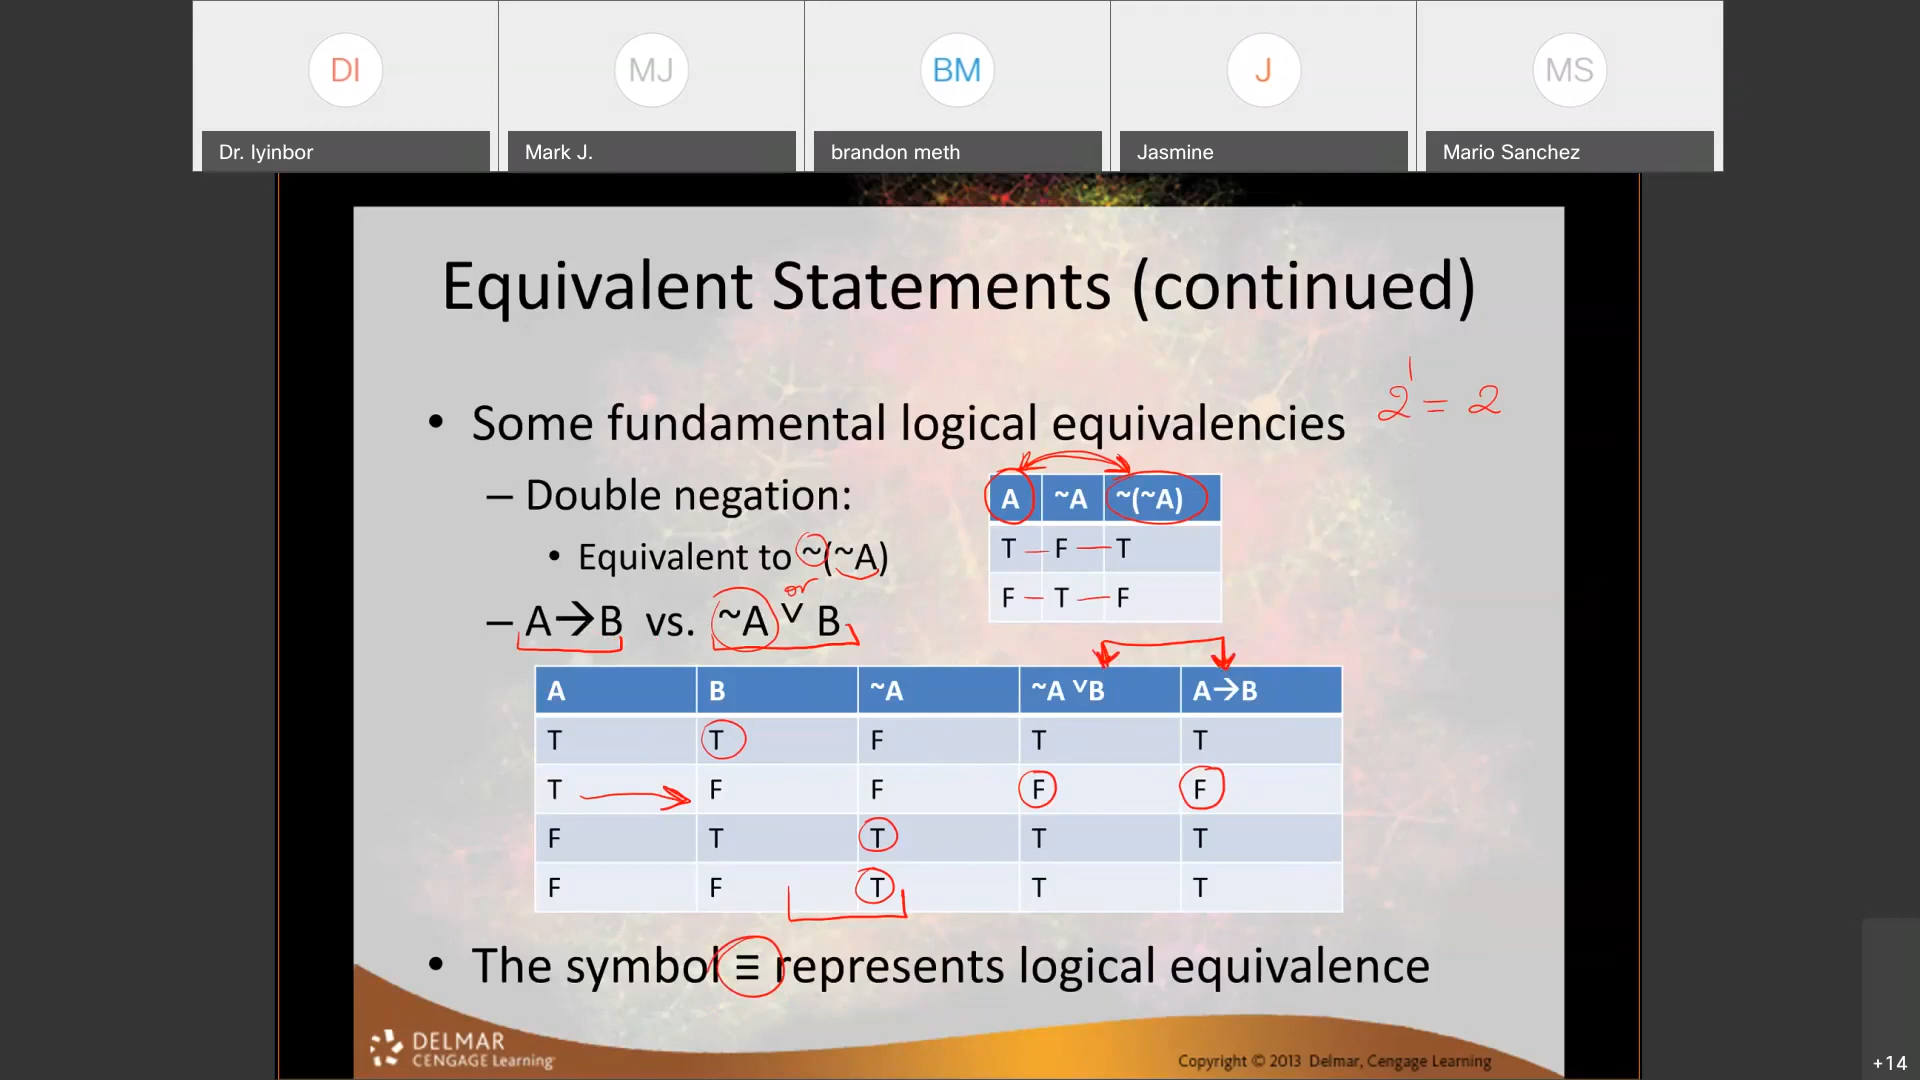 DI MJ BM J MS
Dr. Iyinbor Mark J. brandon meth Jasmine Mario Sanchez
Equivalent Statements (continued)
2¹ = 2
• Some fundamental logical equivalencies
– Double negation:
• Equivalent to ~(~A)
or
– A→B vs. ~A ˅ B
A ~A ~(~A)
T F T
F T F
A B ~A ~A ˅B A→B
T T F T T
T F F F F
F T T T T
F F T T T
• The symbol ≡ represents logical equivalence
DELMAR
CENGAGE Learning
Copyright © 2013 Delmar, Cengage Learning
+14